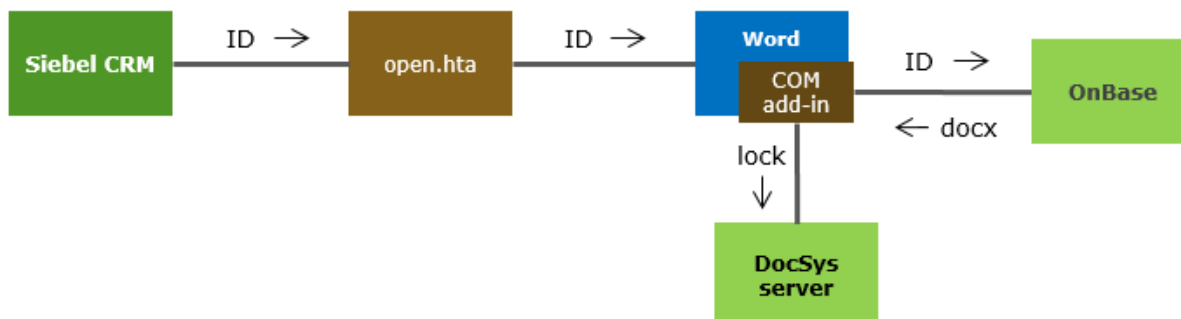 Siebel CRM
ID →
open.hta
ID →
Word
COM
add-in
ID →
← docx
OnBase
lock
↓
DocSys
server